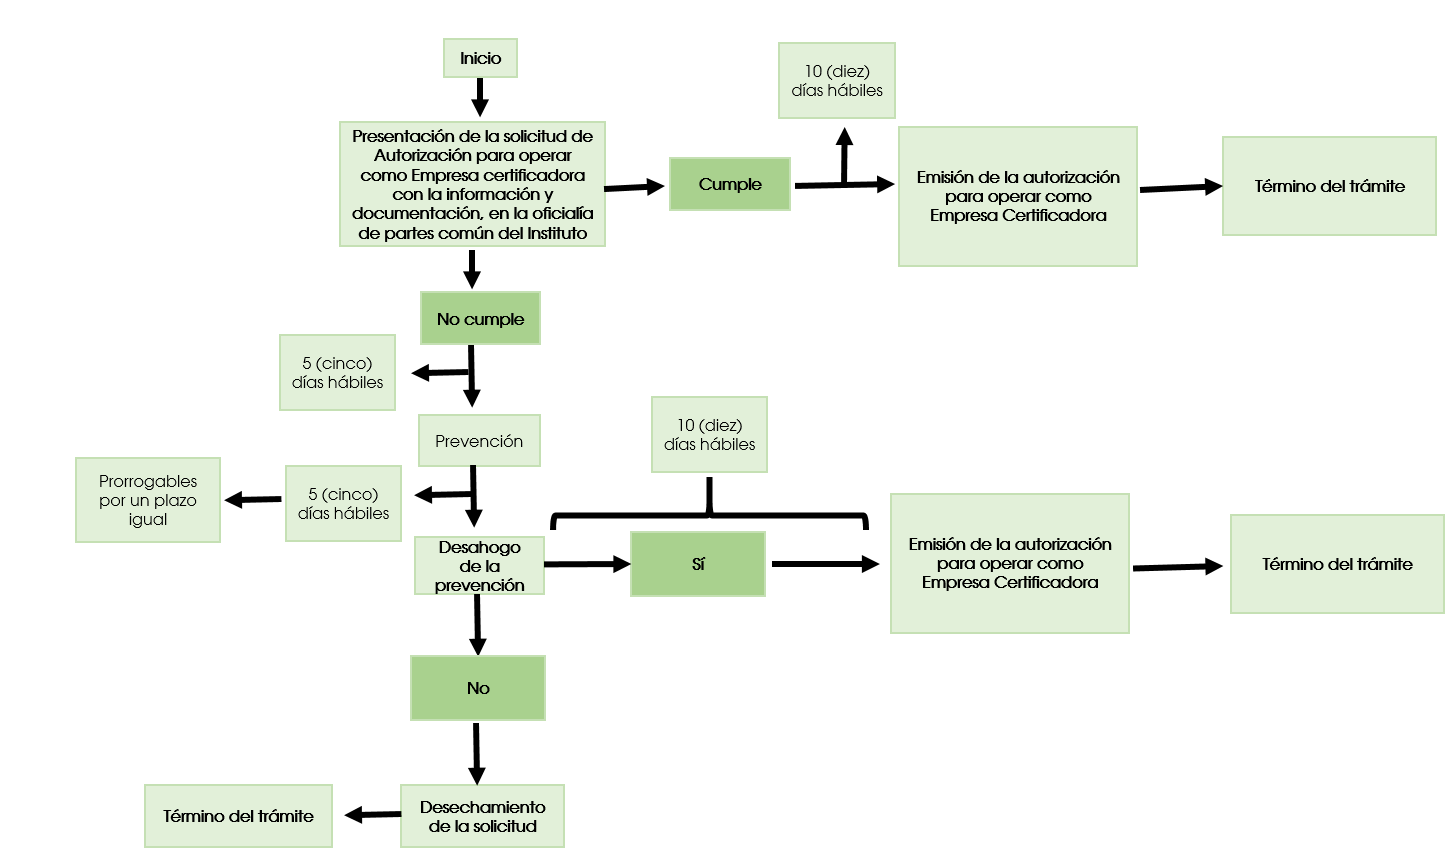 Inicio
Presentación de la solicitud de
Autorización para operar
como Empresa certificadora
con la información y
documentación, en la oficialía
de partes común del Instituto
Cumple
10 (diez)
días hábiles
Emisión de la autorización
para operar como
Empresa Certificadora
Término del trámite
No cumple
5 (cinco)
días hábiles
Prevención
5 (cinco)
días hábiles
Prorrogables
por un plazo
igual
Desahogo
de la
prevención
10 (diez)
días hábiles
Sí
Emisión de la autorización
para operar como
Empresa Certificadora
Término del trámite
No
Desechamiento
de la solicitud
Término del trámite